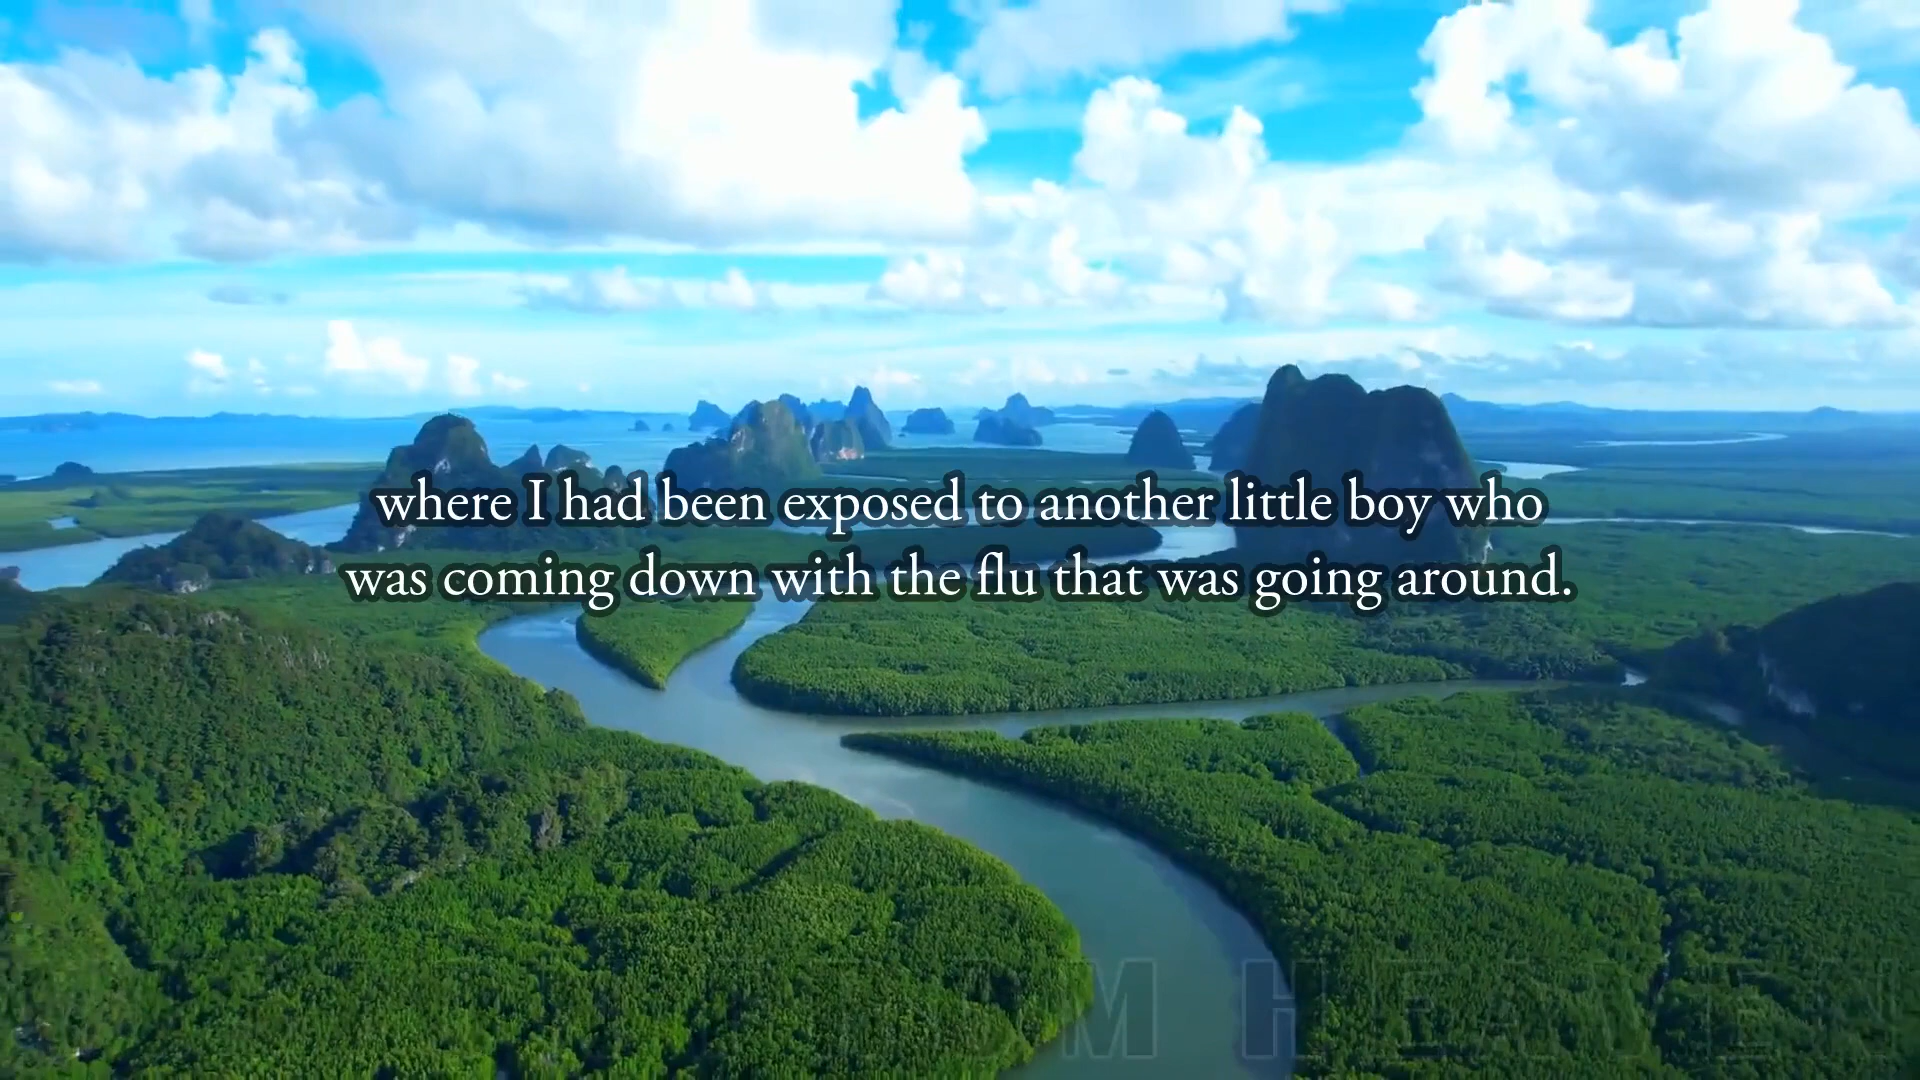 where I had been exposed to another little boy who
was coming down with the flu that was going around.
HEAVEN